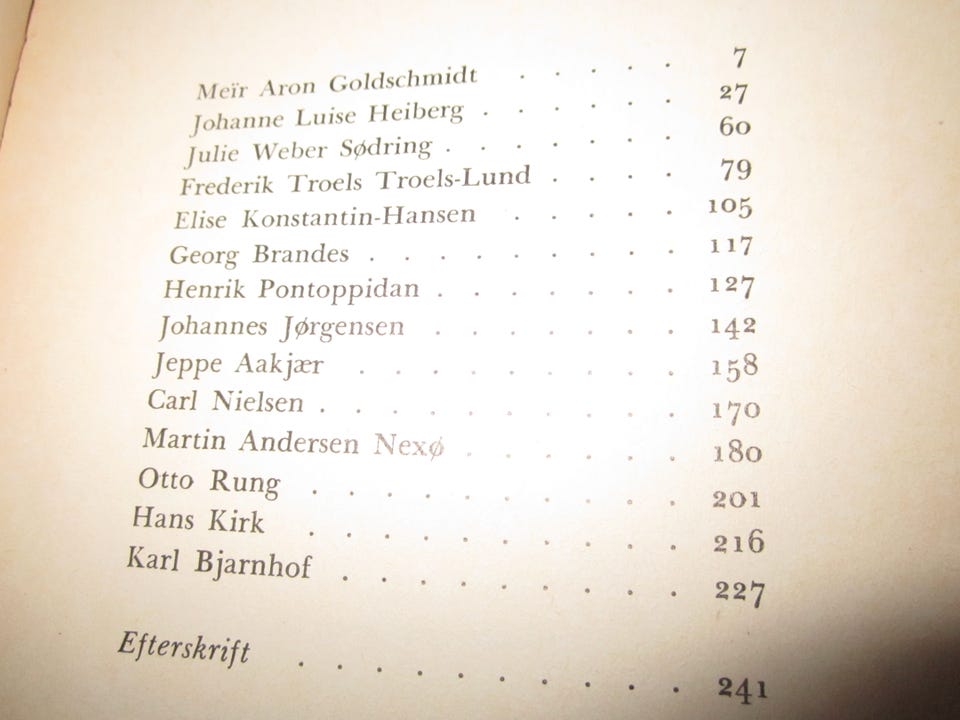 Meïr Aron Goldschmidt . . . . . 7
Johanne Luise Heiberg . . . . . . 27
Julie Weber Sødring . . . . . . . 60
Frederik Troels Troels-Lund . . . . 79
Elise Konstantin-Hansen . . . . . 105
Georg Brandes . . . . . . . . . 117
Henrik Pontoppidan . . . . . . . 127
Johannes Jørgensen . . . . . . . 142
Jeppe Aakjær . . . . . . . . . 158
Carl Nielsen . . . . . . . . . . 170
Martin Andersen Nexø . . . . . . 180
Otto Rung . . . . . . . . . . 201
Hans Kirk . . . . . . . . . . 216
Karl Bjarnhof . . . . . . . . . 227
Efterskrift . . . . . . . . . . 241